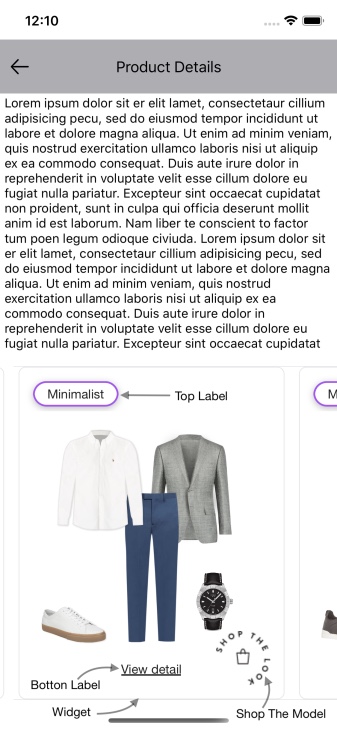 12:10
Product Details
Lorem ipsum dolor sit er elit lamet, consectetaur cillium
adipisicing pecu, sed do eiusmod tempor incididunt ut
labore et dolore magna aliqua. Ut enim ad minim veniam,
quis nostrud exercitation ullamco laboris nisi ut aliquip
ex ea commodo consequat. Duis aute irure dolor in
reprehenderit in voluptate velit esse cillum dolore eu
fugiat nulla pariatur. Excepteur sint occaecat cupidatat
non proident, sunt in culpa qui officia deserunt mollit
anim id est laborum. Nam liber te conscient to factor
tum poen legum odioque civiuda. Lorem ipsum dolor sit
er elit lamet, consectetaur cillium adipisicing pecu, sed
do eiusmod tempor incididunt ut labore et dolore magna
aliqua. Ut enim ad minim veniam, quis nostrud
exercitation ullamco laboris nisi ut aliquip ex ea
commodo consequat. Duis aute irure dolor in
reprehenderit in voluptate velit esse cillum dolore eu
fugiat nulla pariatur. Excepteur sint occaecat cupidatat
Minimalist
Top Label
M
SHOP THE LOOK
View detail
Botton Label
Widget
Shop The Model